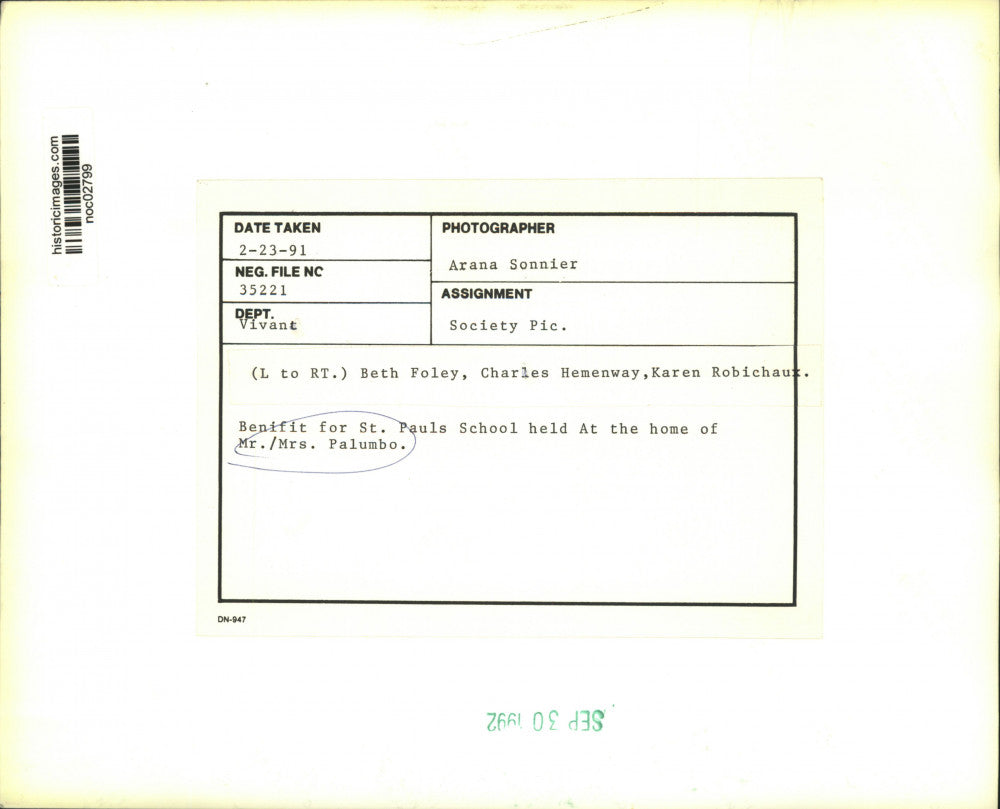 historicimages.com
noc02799
DATE TAKEN
2-23-91
NEG. FILE NO
35221
DEPT.
Vivant
PHOTOGRAPHER
Arana Sonnier
ASSIGNMENT
Society Pic.
(L to RT.) Beth Foley, Charles Hemenway,Karen Robichaux.
Benifit for St. Pauls School held At the home of
Mr./Mrs. Palumbo.
DN-947
SEP 30 1992